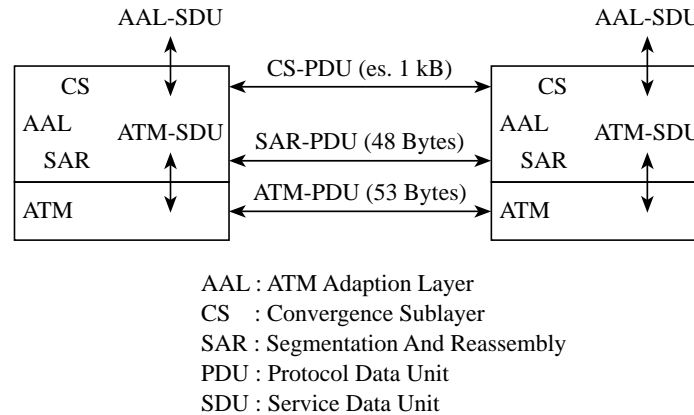 AAL-SDU AAL-SDU
CS CS-PDU (es. 1 kB) CS
AAL ATM-SDU AAL ATM-SDU
SAR SAR-PDU (48 Bytes) SAR
ATM ATM-PDU (53 Bytes) ATM
AAL : ATM Adaption Layer
CS : Convergence Sublayer
SAR : Segmentation And Reassembly
PDU : Protocol Data Unit
SDU : Service Data Unit